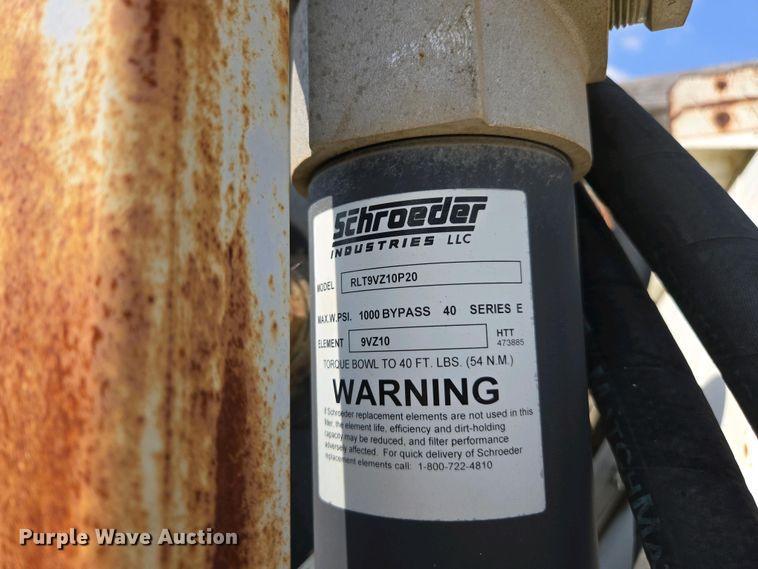 Schroeder
INDUSTRIES LLC
MODEL RLT9VZ10P20
MAX.W.PSI. 1000 BYPASS 40 SERIES E
ELEMENT 9VZ10 HTT
473885
TORQUE BOWL TO 40 FT. LBS. (54 N.M.)
WARNING
If Schroeder replacement elements are not used in this
filter, the element life, efficiency and dirt-holding
capacity may be reduced, and filter performance
adversely affected. For quick delivery of Schroeder
replacement elements call: 1-800-722-4810
Purple Wave Auction®